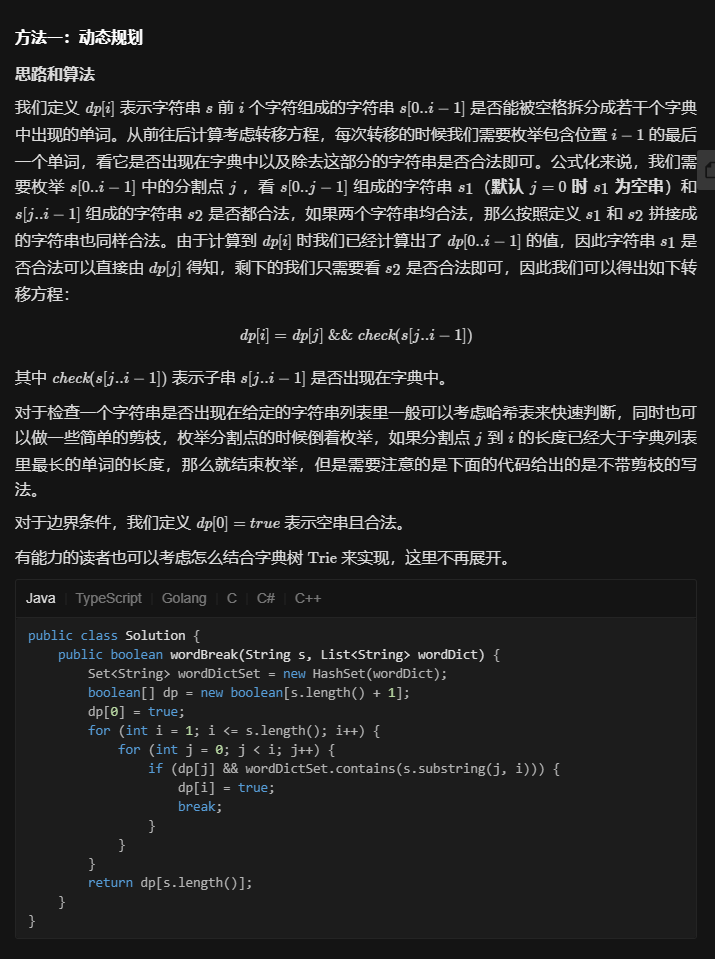 方法一：动态规划
思路和算法
我们定义 dp[i] 表示字符串 s 前 i 个字符组成的字符串 s[0..i − 1] 是否能被空格拆分成若干个字典
中出现的单词。从前往后计算考虑转移方程，每次转移的时候我们需要枚举包含位置 i − 1 的最后
一个单词，看它是否出现在字典中以及除去这部分的字符串是否合法即可。公式化来说，我们需
要枚举 s[0..i − 1] 中的分割点 j ，看 s[0..j − 1] 组成的字符串 s1（默认 j = 0 时 s1 为空串）和
s[j..i − 1] 组成的字符串 s2 是否都合法，如果两个字符串均合法，那么按照定义 s1 和 s2 拼接成
的字符串也同样合法。由于计算到 dp[i] 时我们已经计算出了 dp[0..i − 1] 的值，因此字符串 s1 是
否合法可以直接由 dp[j] 得知，剩下的我们只需要看 s2 是否合法即可，因此我们可以得出如下转
移方程：
dp[i] = dp[j] && check(s[j..i − 1])
其中 check(s[j..i − 1]) 表示子串 s[j..i − 1] 是否出现在字典中。
对于检查一个字符串是否出现在给定的字符串列表里一般可以考虑哈希表来快速判断，同时也可
以做一些简单的剪枝，枚举分割点的时候倒着枚举，如果分割点 j 到 i 的长度已经大于字典列表
里最长的单词的长度，那么就结束枚举，但是需要注意的是下面的代码给出的是不带剪枝的写
法。
对于边界条件，我们定义 dp[0] = true 表示空串且合法。
有能力的读者也可以考虑怎么结合字典树 Trie 来实现，这里不再展开。
Java TypeScript Golang C C# C++
public class Solution {
    public boolean wordBreak(String s, List<String> wordDict) {
        Set<String> wordDictSet = new HashSet(wordDict);
        boolean[] dp = new boolean[s.length() + 1];
        dp[0] = true;
        for (int i = 1; i <= s.length(); i++) {
            for (int j = 0; j < i; j++) {
                if (dp[j] && wordDictSet.contains(s.substring(j, i))) {
                    dp[i] = true;
                    break;
                }
            }
        }
        return dp[s.length()];
    }
}